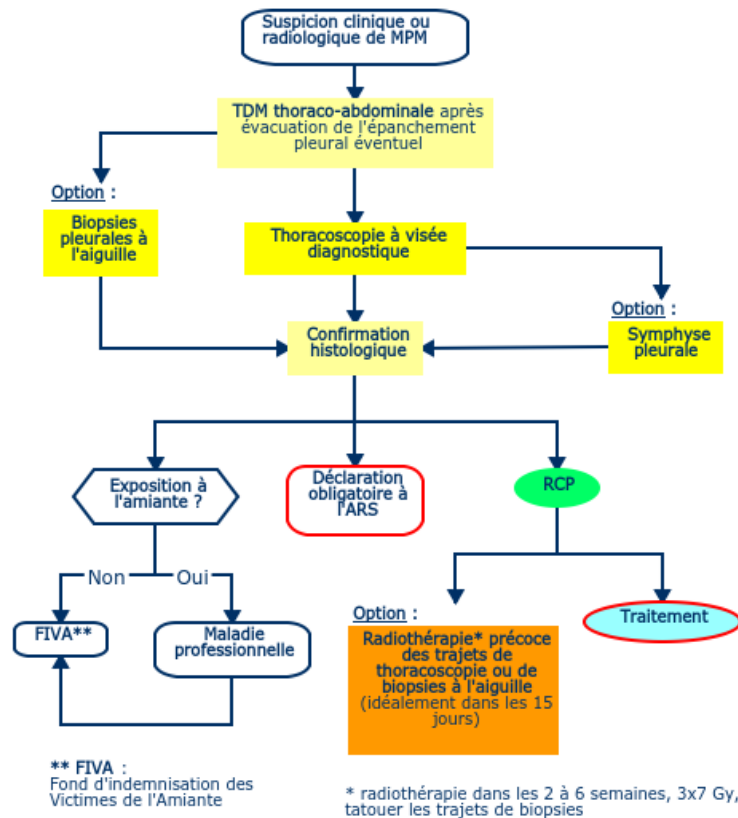 Suspicion clinique ou
radiologique de MPM
TDM thoraco-abdominale après
évacuation de l'épanchement
pleural éventuel
Option :
Biopsies
pleurales à
l'aiguille
Thoracoscopie à visée
diagnostique
Option :
Symphyse
pleurale
Confirmation
histologique
Exposition à
l'amiante ?
Déclaration
obligatoire à
l'ARS
RCP
Non
Oui
FIVA**
Maladie
professionnelle
Option :
Radiothérapie* précoce
des trajets de
thoracoscopie ou de
biopsies à l'aiguille
(idéalement dans les 15
jours)
Traitement
** FIVA :
Fond d'indemnisation des
Victimes de l'Amiante
* radiothérapie dans les 2 à 6 semaines, 3x7 Gy,
tatouer les trajets de biopsies